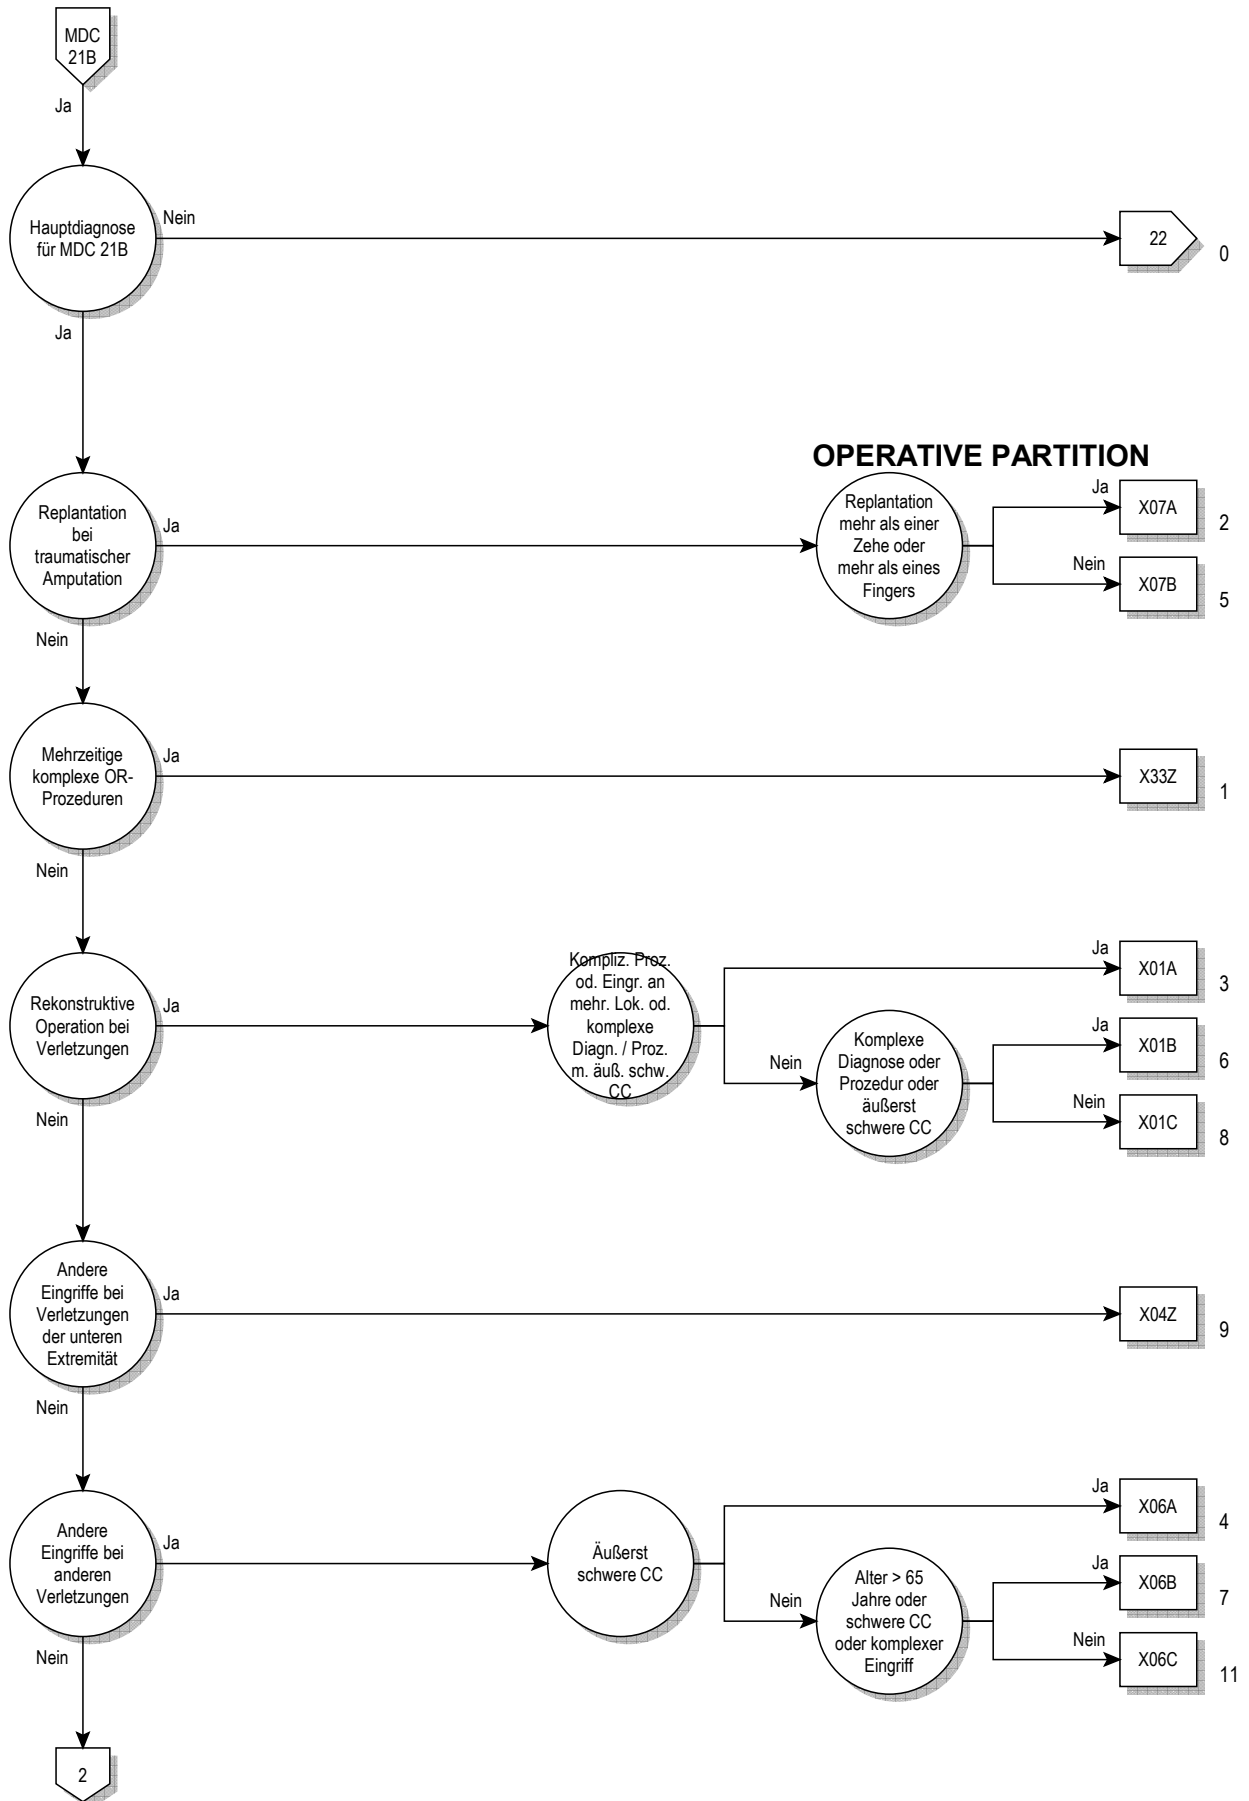 MDC
21B
Ja
Hauptdiagnose
für MDC 21B
Nein
22
0
Ja
OPERATIVE PARTITION
Replantation
bei
traumatischer
Amputation
Ja
Replantation
mehr als einer
Zehe oder
mehr als eines
Fingers
Ja
X07A
2
Nein
X07B
5
Nein
Mehrzeitige
komplexe OR-
Prozeduren
Ja
X33Z
1
Nein
Rekonstruktive
Operation bei
Verletzungen
Ja
Kompliz. Proz.
od. Eingr. an
mehr. Lok. od.
komplexe
Diagn. / Proz.
m. äuß. schw.
CC
Ja
X01A
3
Nein
Komplexe
Diagnose oder
Prozedur oder
äußerst
schwere CC
Ja
X01B
6
Nein
X01C
8
Nein
Andere
Eingriffe bei
Verletzungen
der unteren
Extremität
Ja
X04Z
9
Nein
Andere
Eingriffe bei
anderen
Verletzungen
Ja
Äußerst
schwere CC
Ja
X06A
4
Nein
Alter > 65
Jahre oder
schwere CC
oder komplexer
Eingriff
Ja
X06B
7
Nein
X06C
11
Nein
2